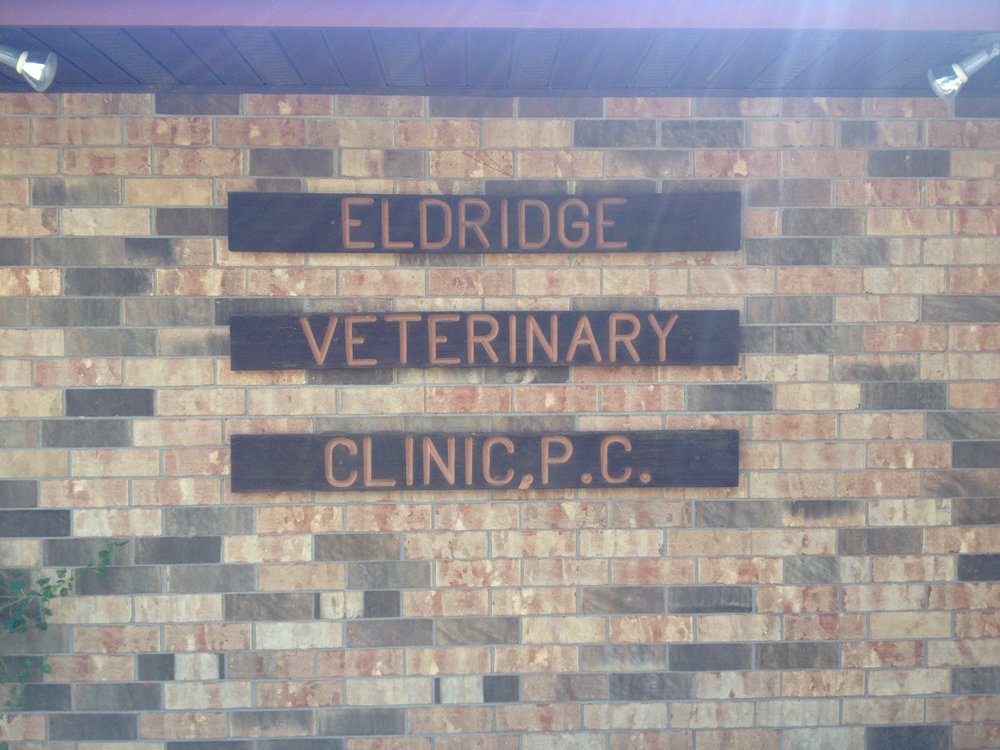 ELDRIDGE
VETERINARY
CLINIC, P.C.